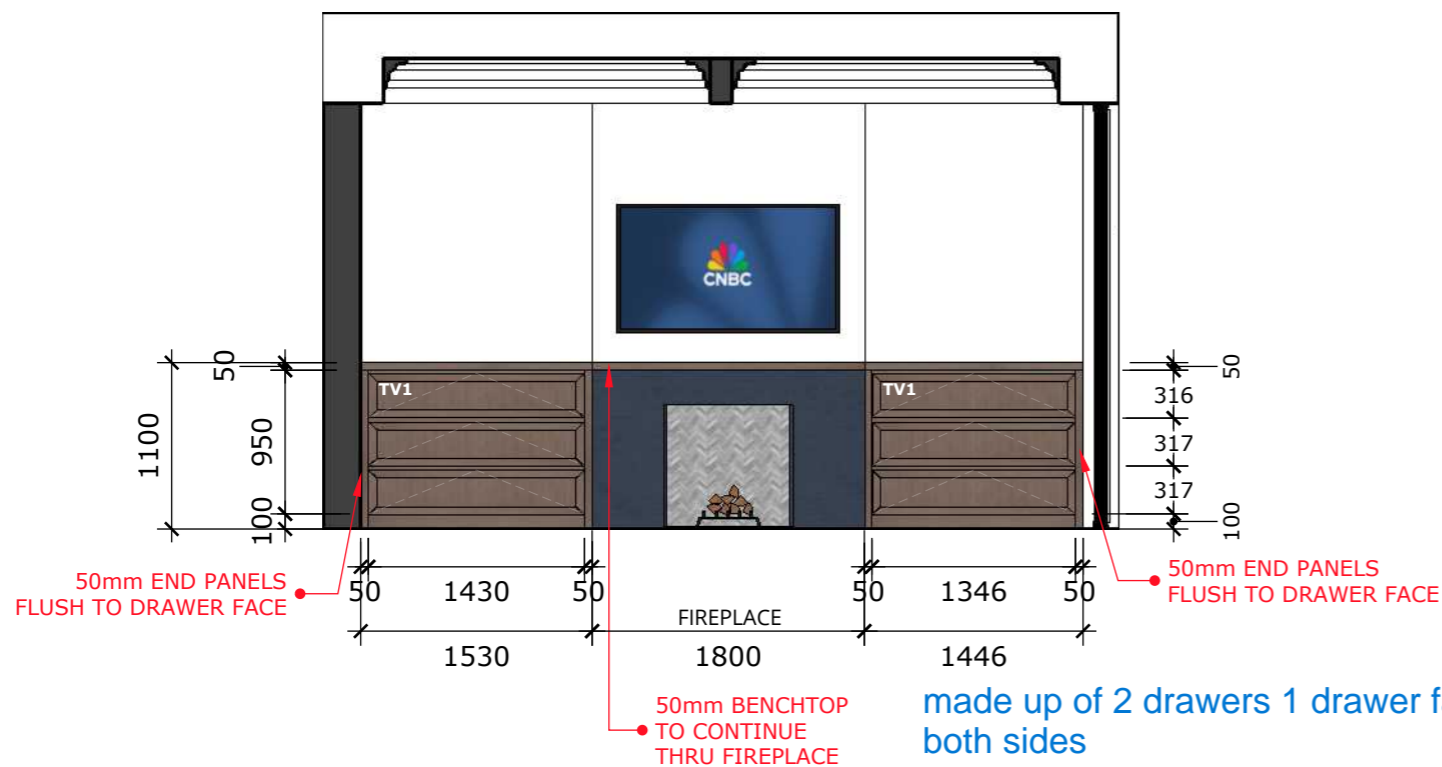 CNBC
TV1
TV1
50
950
1100
100
50
316
317
317
100
50mm END PANELS
FLUSH TO DRAWER FACE
50 1430 50
50 1346 50
50mm END PANELS
FLUSH TO DRAWER FACE
FIREPLACE
1530 1800 1446
50mm BENCHTOP
TO CONTINUE
THRU FIREPLACE
made up of 2 drawers 1 drawer
both sides